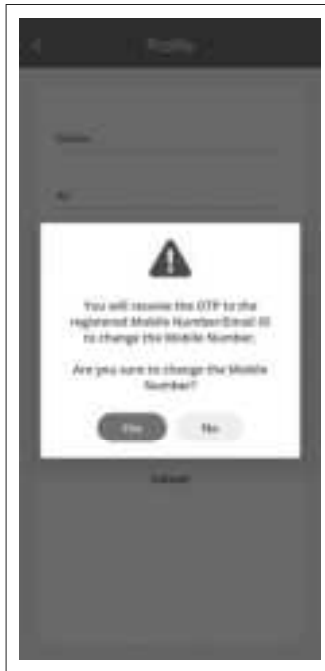 Profile
You will receive the OTP to the
registered Mobile Number/Email ID
to change the Mobile Number.
Are you sure to change the Mobile
Number?
Yes
No